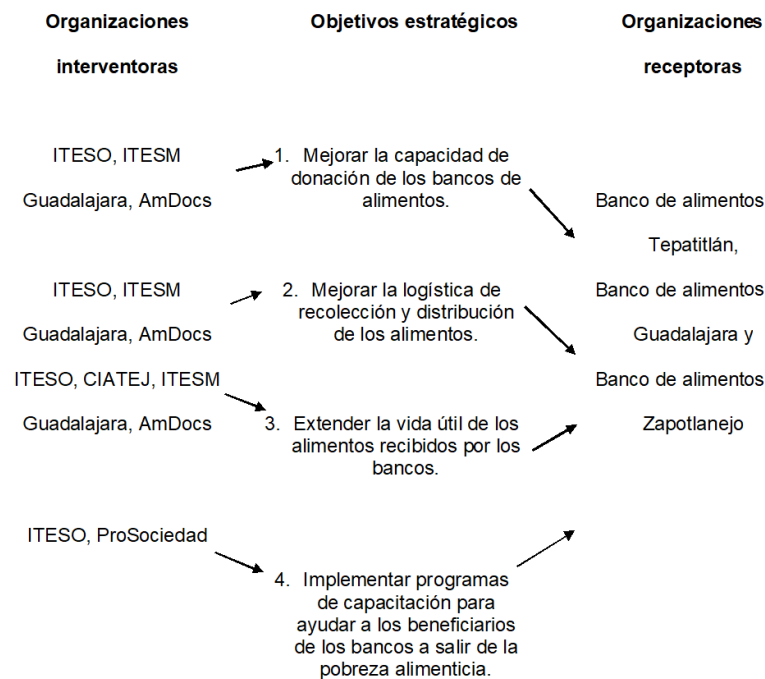 Organizaciones
interventoras
Objetivos estratégicos
Organizaciones
receptoras
ITESO, ITESM
Guadalajara, AmDocs
1. Mejorar la capacidad de
donación de los bancos de
alimentos.
ITESO, ITESM
Guadalajara, AmDocs
2. Mejorar la logística de
recolección y distribución
de los alimentos.
ITESO, CIATEJ, ITESM
Guadalajara, AmDocs
3. Extender la vida útil de los
alimentos recibidos por los
bancos.
ITESO, ProSociedad
4. Implementar programas
de capacitación para
ayudar a los beneficiarios
de los bancos a salir de la
pobreza alimenticia.
Banco de alimentos
Tepatitlán,
Banco de alimentos
Guadalajara y
Banco de alimentos
Zapotlanejo